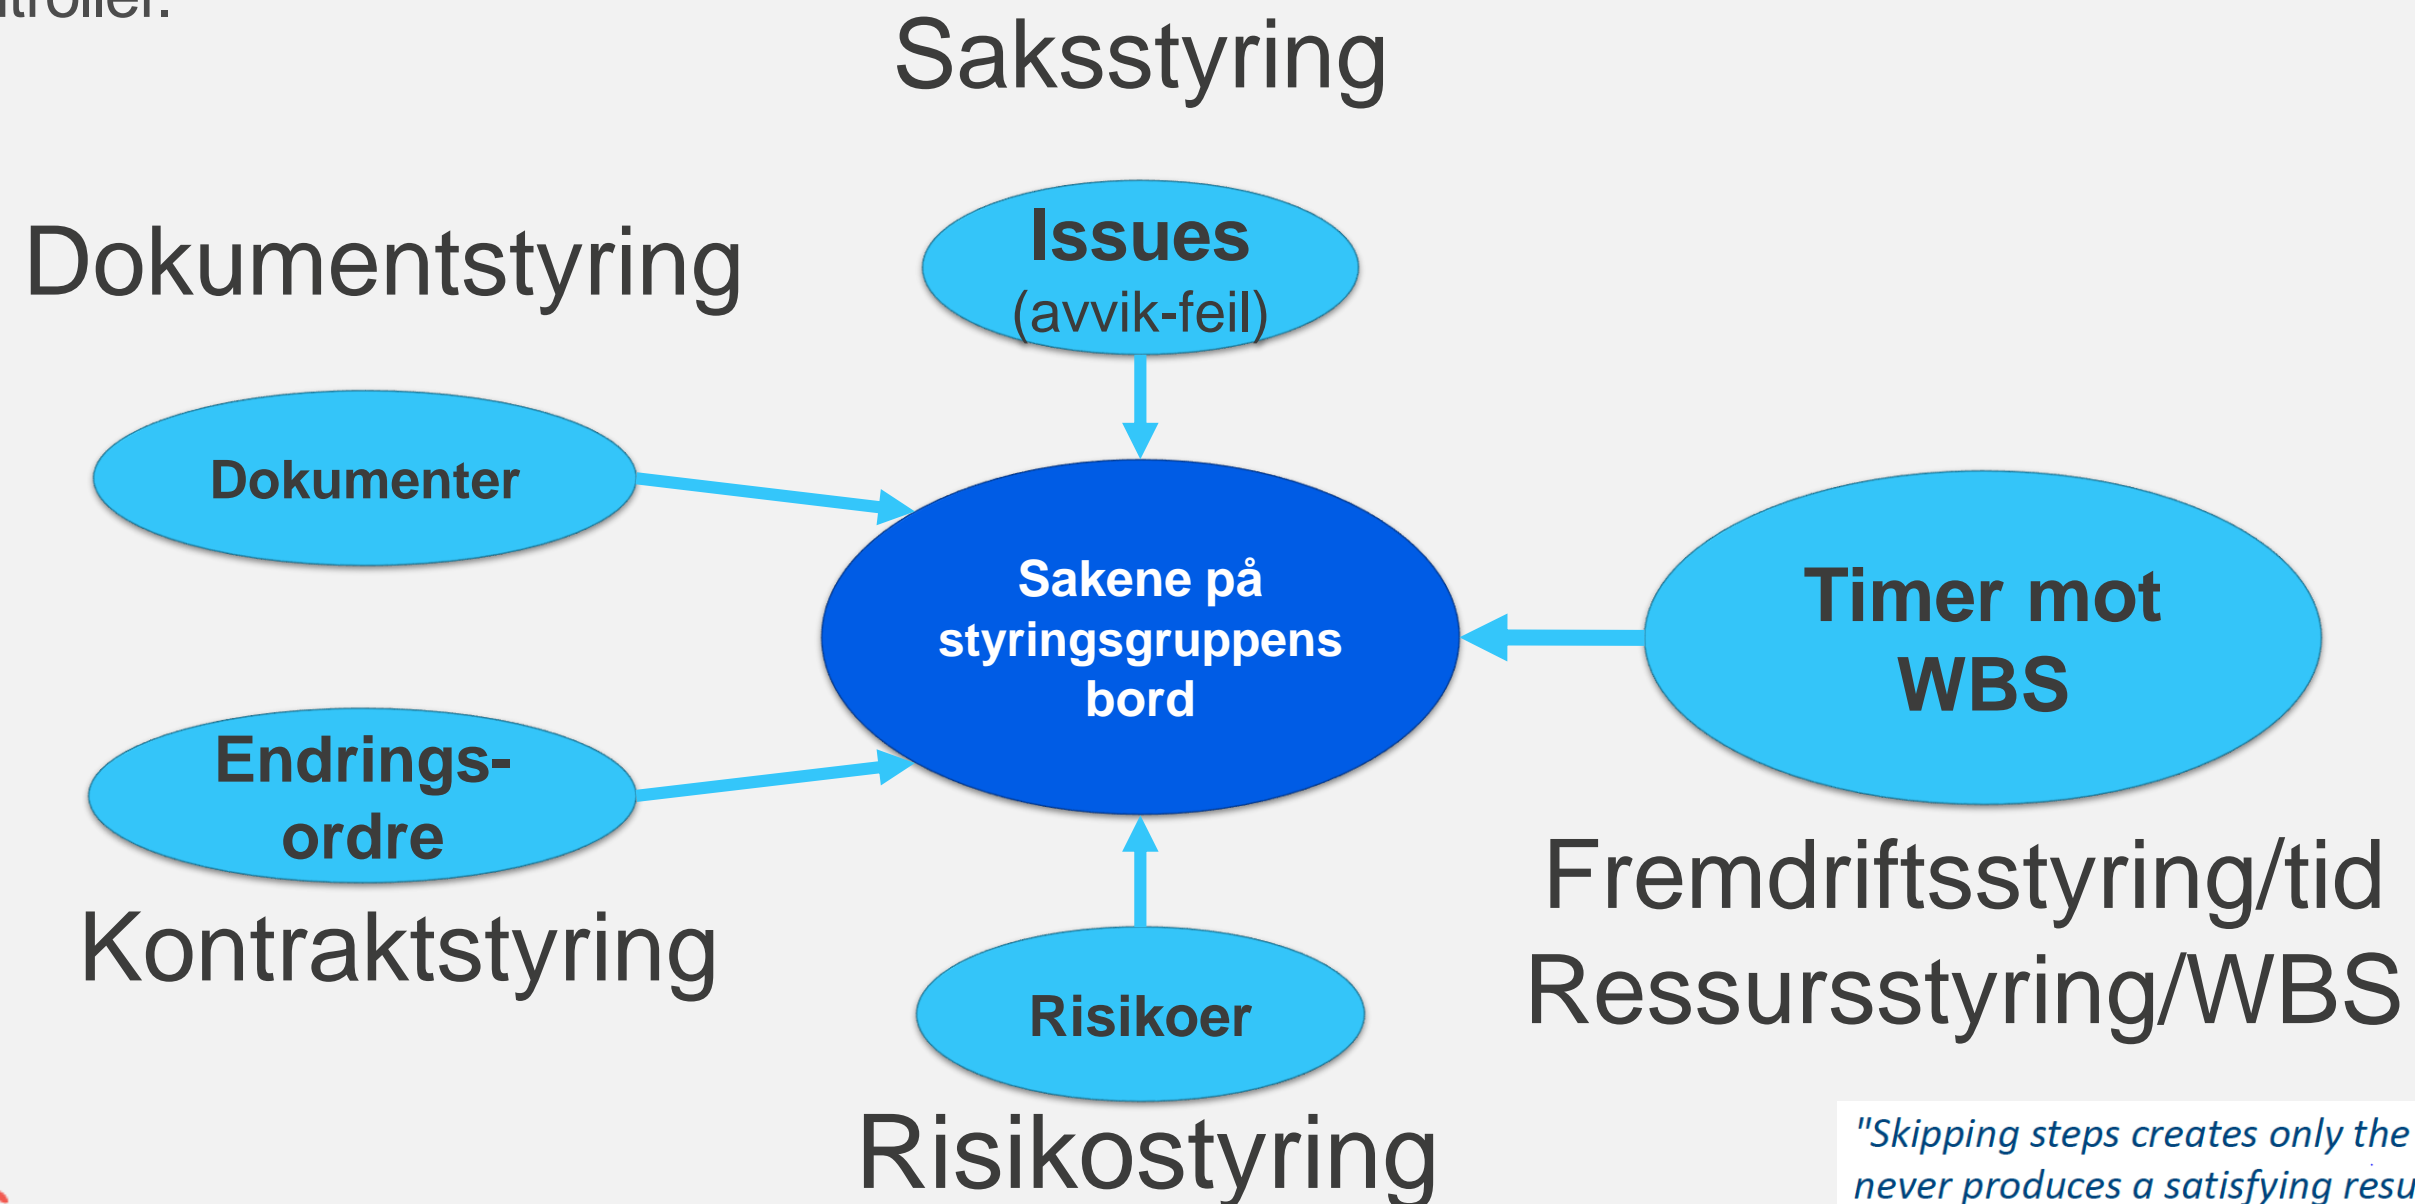 Saksstyring
Dokumentstyring
Issues
(avvik-feil)
Dokumenter
Sakene på
styringsgruppens
bord
Timer mot
WBS
Endrings-
ordre
Kontraktstyring
Fremdriftsstyring/tid
Ressursstyring/WBS
Risikoer
Risikostyring
"Skipping steps creates only the
never produces a satisfying